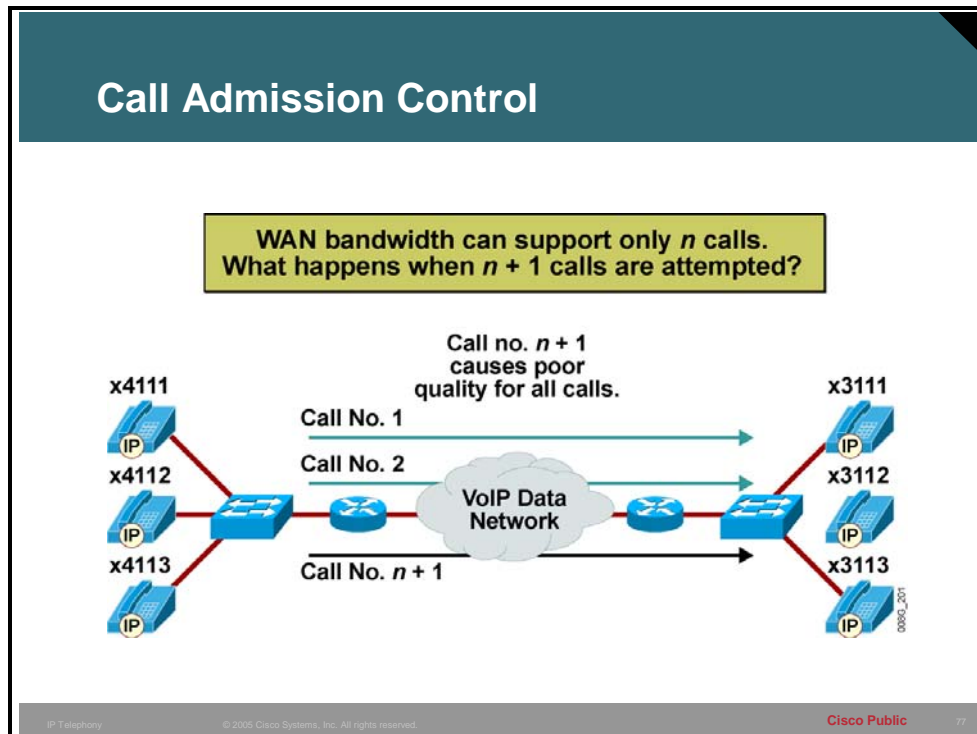 Call Admission Control
WAN bandwidth can support only n calls.
What happens when n + 1 calls are attempted?
Call no. n + 1
causes poor
quality for all calls.
x4111
x3111
Call No. 1
IP
IP
x4112
Call No. 2
x3112
VoIP Data
Network
IP
IP
x4113
Call No. n + 1
x3113
IP
IP
008G_201
IP Telephony
© 2005 Cisco Systems, Inc. All rights reserved.
Cisco Public
77